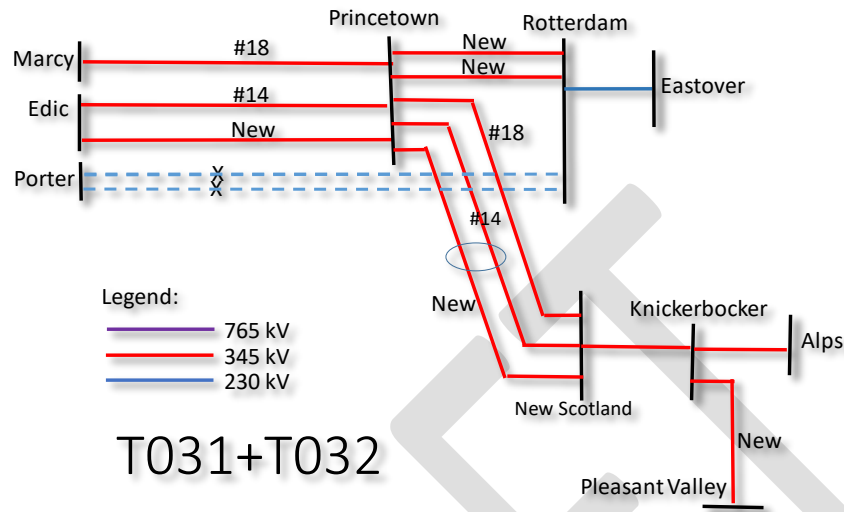 Princetown
Rotterdam
Marcy
#18
New
New
Eastover
Edic
#14
New
#18
Porter
X
X
#14
New
Legend:
765 kV
345 kV
230 kV
Knickerbocker
Alps
New Scotland
New
T031+T032
Pleasant Valley